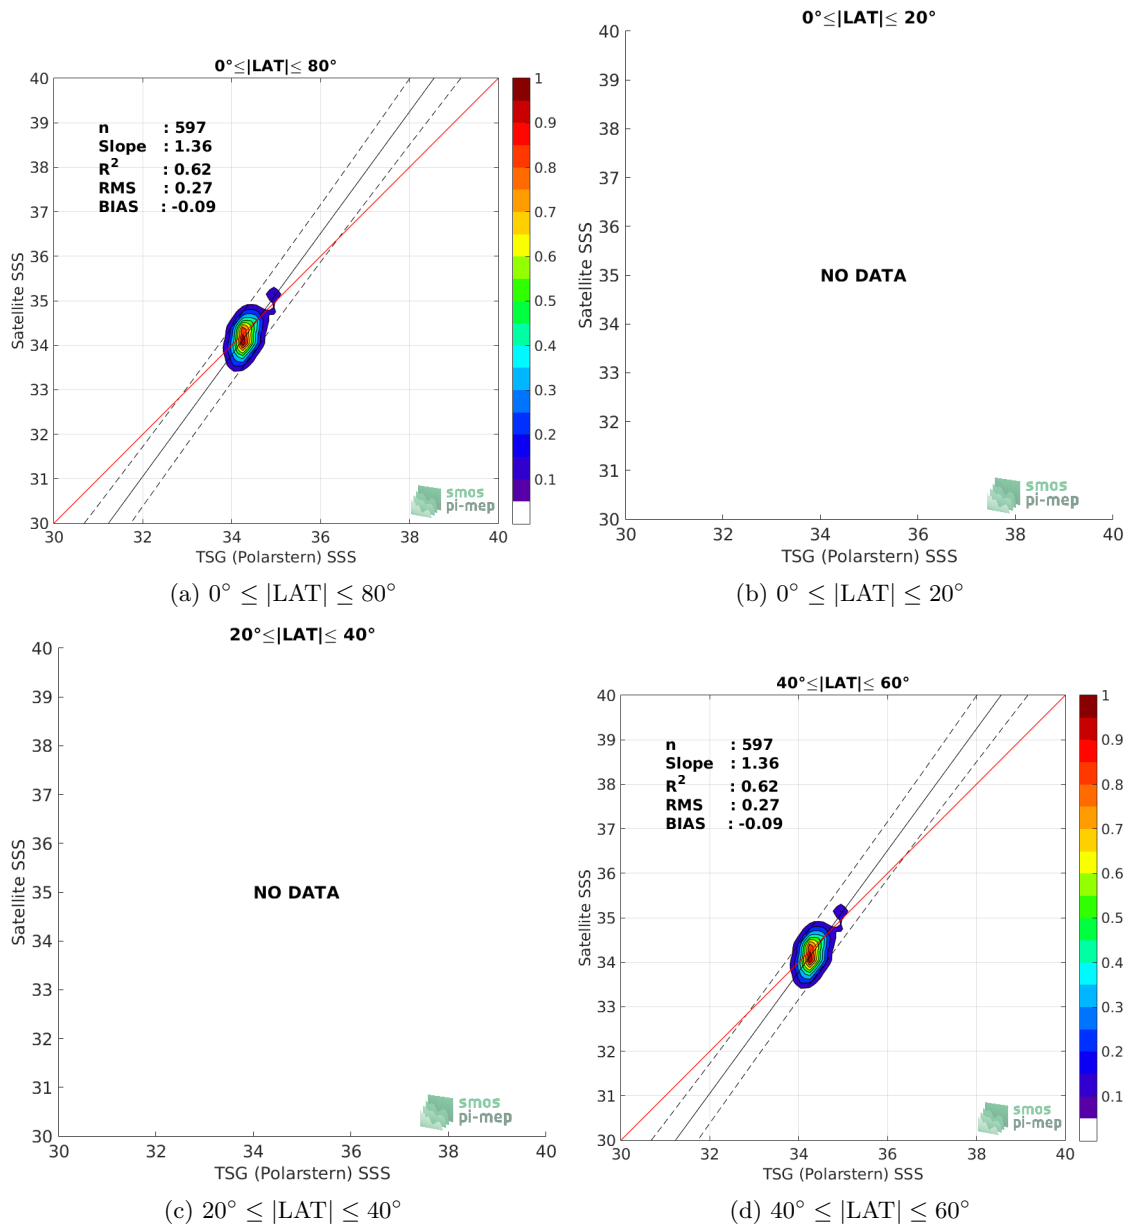 0°≤|LAT|≤ 80°
40
39
38
37
36
35
34
33
32
31
30
Satellite SSS
n : 597
Slope : 1.36
R² : 0.62
RMS : 0.27
BIAS : -0.09
smos
pi-mep
30 32 34 36 38 40
TSG (Polarstern) SSS
1
0.9
0.8
0.7
0.6
0.5
0.4
0.3
0.2
0.1
(a) 0° ≤ |LAT| ≤ 80°
0°≤|LAT|≤ 20°
40
39
38
37
36
35
34
33
32
31
30
Satellite SSS
NO DATA
smos
pi-mep
30 32 34 36 38 40
TSG (Polarstern) SSS
(b) 0° ≤ |LAT| ≤ 20°
20°≤|LAT|≤ 40°
40
39
38
37
36
35
34
33
32
31
30
Satellite SSS
NO DATA
smos
pi-mep
30 32 34 36 38 40
TSG (Polarstern) SSS
(c) 20° ≤ |LAT| ≤ 40°
40°≤|LAT|≤ 60°
40
39
38
37
36
35
34
33
32
31
30
Satellite SSS
n : 597
Slope : 1.36
R² : 0.62
RMS : 0.27
BIAS : -0.09
smos
pi-mep
30 32 34 36 38 40
TSG (Polarstern) SSS
1
0.9
0.8
0.7
0.6
0.5
0.4
0.3
0.2
0.1
(d) 40° ≤ |LAT| ≤ 60°